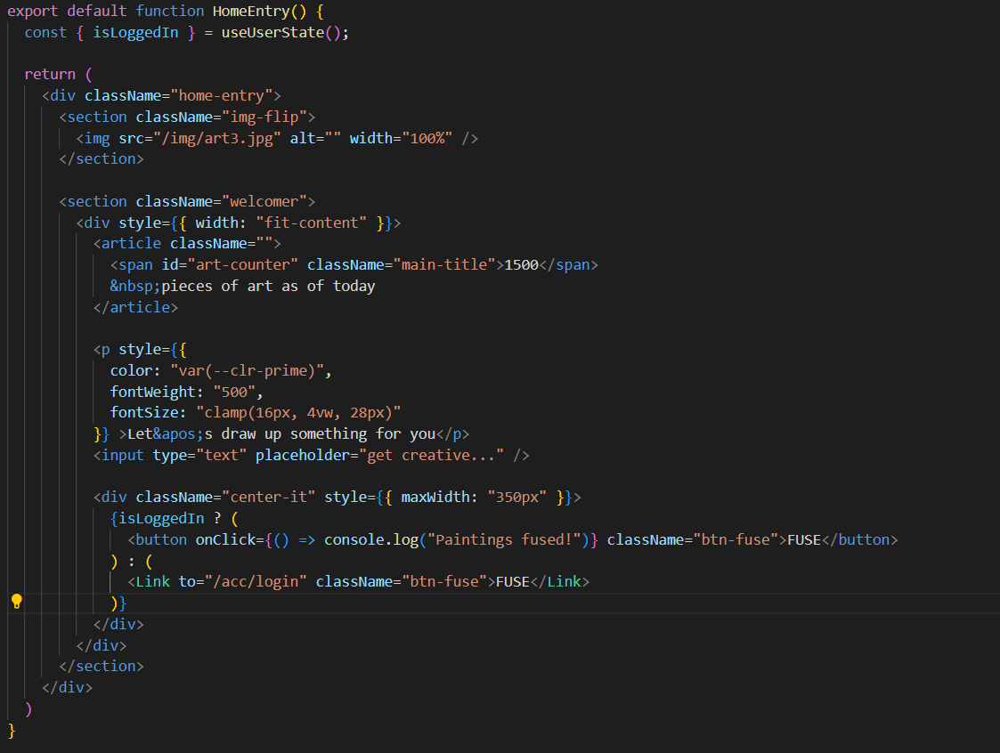 export default function HomeEntry() {
const { isLoggedIn } = useUserState();
return (
<div className="home-entry">
<section className="img-flip">
<img src="/img/art3.jpg" alt="" width="100%" />
</section>
<section className="welcomer">
<div style={{ width: "fit-content" }}>
<article className="">
<span id="art-counter" className="main-title">1500</span>
&nbsp;pieces of art as of today
</article>
<p style={{
color: "var(--clr-prime)",
fontWeight: "500",
fontSize: "clamp(16px, 4vw, 28px)"
}} >Let&apos;s draw up something for you</p>
<input type="text" placeholder="get creative..." />
<div className="center-it" style={{ maxWidth: "350px" }}>
{isLoggedIn ? (
<button onClick={() => console.log("Paintings fused!")} className="btn-fuse">FUSE</button>
) : (
<Link to="/acc/login" className="btn-fuse">FUSE</Link>
)}
</div>
</div>
</section>
</div>
)
}